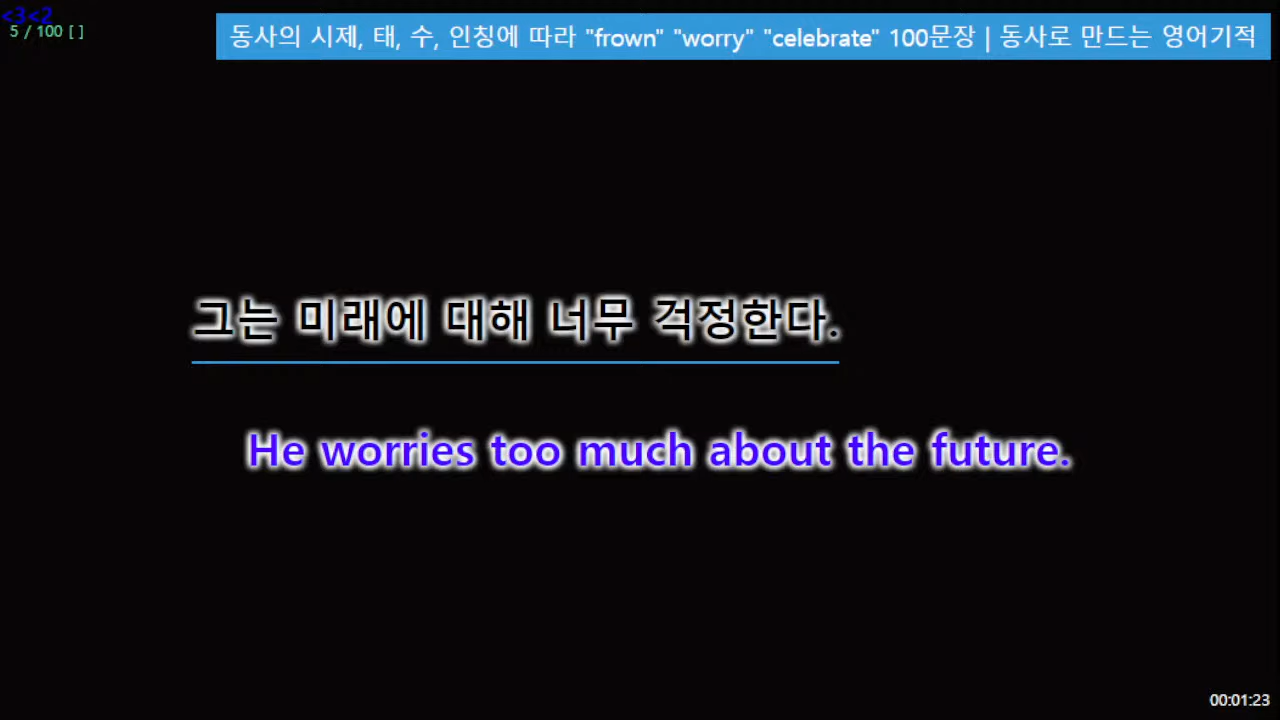 <3<2
5 / 100 [ ]
동사의 시제, 태, 수, 인칭에 따라 "frown" "worry" "celebrate" 100문장 | 동사로 만드는 영어기적
그는 미래에 대해 너무 걱정한다.
He worries too much about the future.
00:01:23